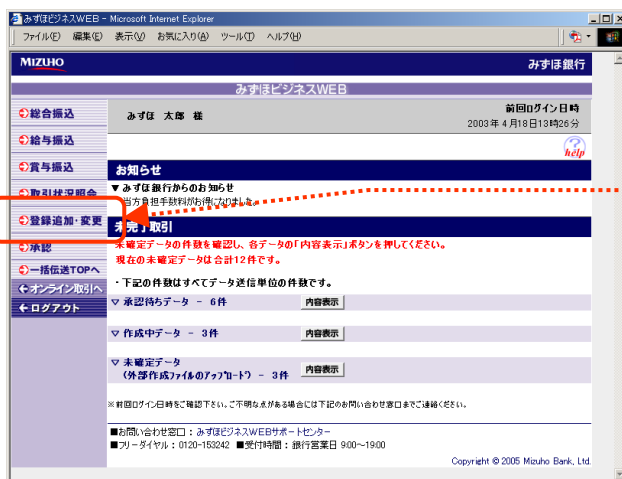 みずほビジネスWEB - Microsoft Internet Explorer
ファイル(F) 編集(E) 表示(V) お気に入り(A) ツール(T) ヘルプ(H)
MIZUHO
みずほ銀行
みずほビジネスWEB
総合振込
給与振込
賞与振込
取引状況照会
登録追加・変更
承認
一括伝送TOPへ
オンライン取引へ
ログアウト
みずほ 太郎 様
前回ログイン日時
2003年4月18日13時26分
help
お知らせ
▼みずほ銀行からのお知らせ
当方負担手数料がお得になりました。
未完了取引
未確定データの件数を確認し、各データの「内容表示」ボタンを押してください。
現在の未確定データは合計12件です。
・下記の件数はすべてデータ送信単位の件数です。
▽ 承認待ちデータ － 6件 内容表示
▽ 作成中データ － 3件 内容表示
▽ 未確定データ
(外部作成ファイルのアップロード) － 3件 内容表示
※前回ログイン日時をご確認下さい。ご不明な点がある場合には下記のお問い合わせ窓口までご連絡ください。
■お問い合わせ窓口：みずほビジネスWEBサポートセンター
■フリーダイヤル：0120-153242 ■受付時間：銀行営業日 9:00～19:00
Copyright © 2005 Mizuho Bank, Ltd.